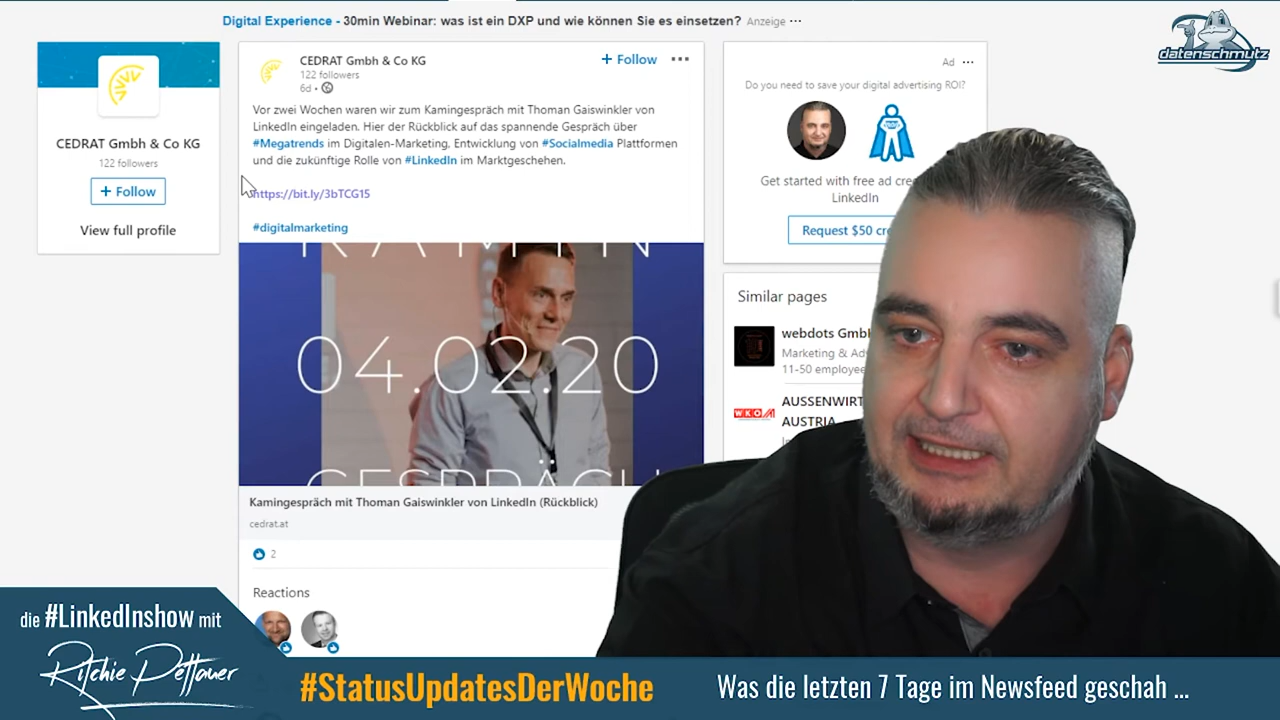 Digital Experience - 30min Webinar: was ist ein DXP und wie können Sie es einsetzen? Anzeige ···
datenschmutz
CEDRAT Gmbh & Co KG
122 followers
+ Follow
View full profile
CEDRAT Gmbh & Co KG
122 followers
6d •
+ Follow
Vor zwei Wochen waren wir zum Kamingespräch mit Thoman Gaiswinkler von
LinkedIn eingeladen. Hier der Rückblick auf das spannende Gespräch über
#Megatrends im Digitalen-Marketing, Entwicklung von #Socialmedia Plattformen
und die zukünftige Rolle von #LinkedIn im Marktgeschehen.
https://bit.ly/3bTCG15
#digitalmarketing
KAMIN
04.02.20
GESPRÄCH
Kamingespräch mit Thoman Gaiswinkler von LinkedIn (Rückblick)
cedrat.at
2
Reactions
Ad ···
Do you need to save your digital advertising ROI?
Get started with free ad cre
LinkedIn
Request $50 cre
Similar pages
webdots Gmb
Marketing & Adv
11-50 employee
WKO
AUSSENWIRT
AUSTRIA
die #LinkedInshow mit
Ritchie Pettauer
#StatusUpdatesDerWoche
Was die letzten 7 Tage im Newsfeed geschah ...